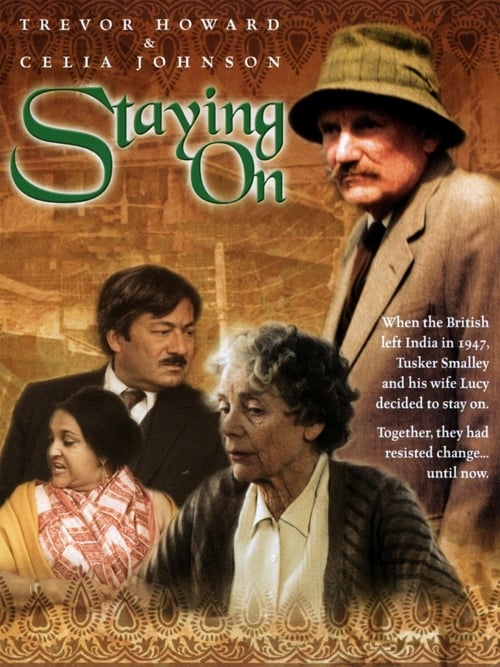 TREVOR HOWARD
&
CELIA JOHNSON
Staying
On
When the British
left India in 1947,
Tusker Smalley
and his wife Lucy
decided to stay on.
Together, they had
resisted change...
until now.